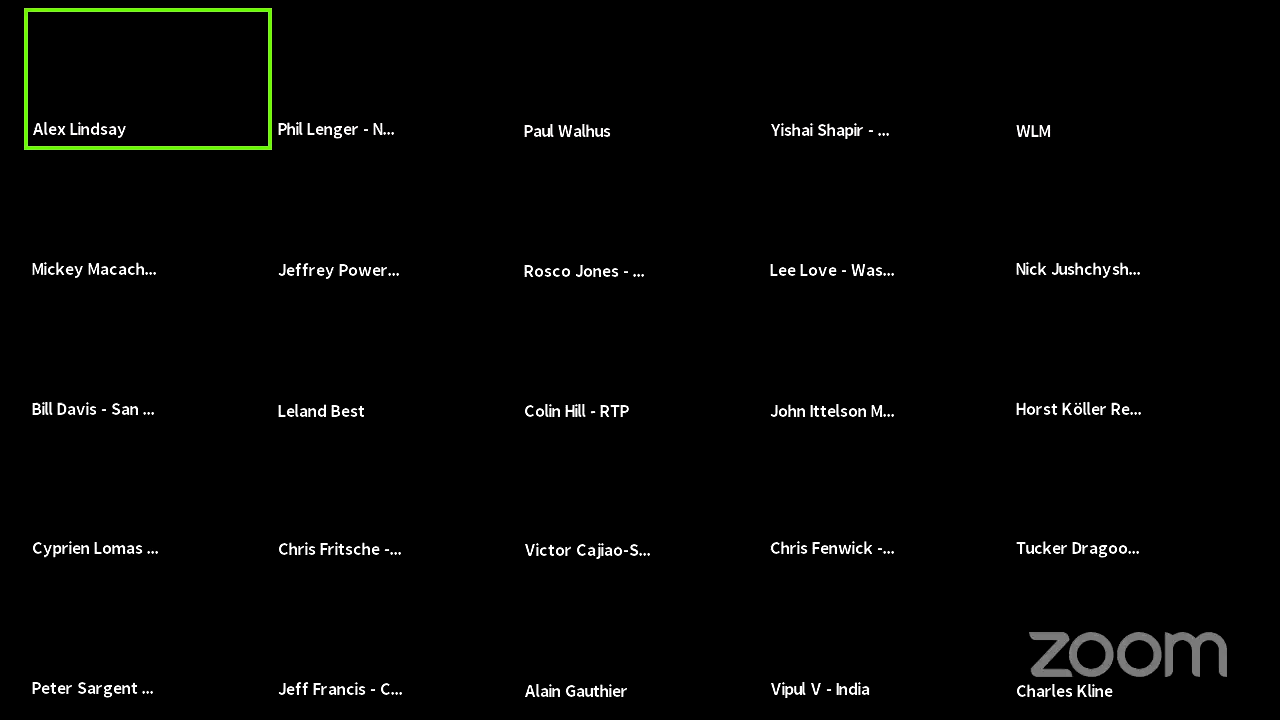 Alex Lindsay
Phil Lenger - N...
Paul Walhus
Yishai Shapir - ...
WLM
Mickey Macach...
Jeffrey Power...
Rosco Jones - ...
Lee Love - Was...
Nick Jushchysh...
Bill Davis - San ...
Leland Best
Colin Hill - RTP
John Ittelson M...
Horst Köller Re...
Cyprien Lomas ...
Chris Fritsche -...
Victor Cajiao-S...
Chris Fenwick -...
Tucker Dragoo...
Peter Sargent ...
Jeff Francis - C...
Alain Gauthier
Vipul V - India
Charles Kline
zoom